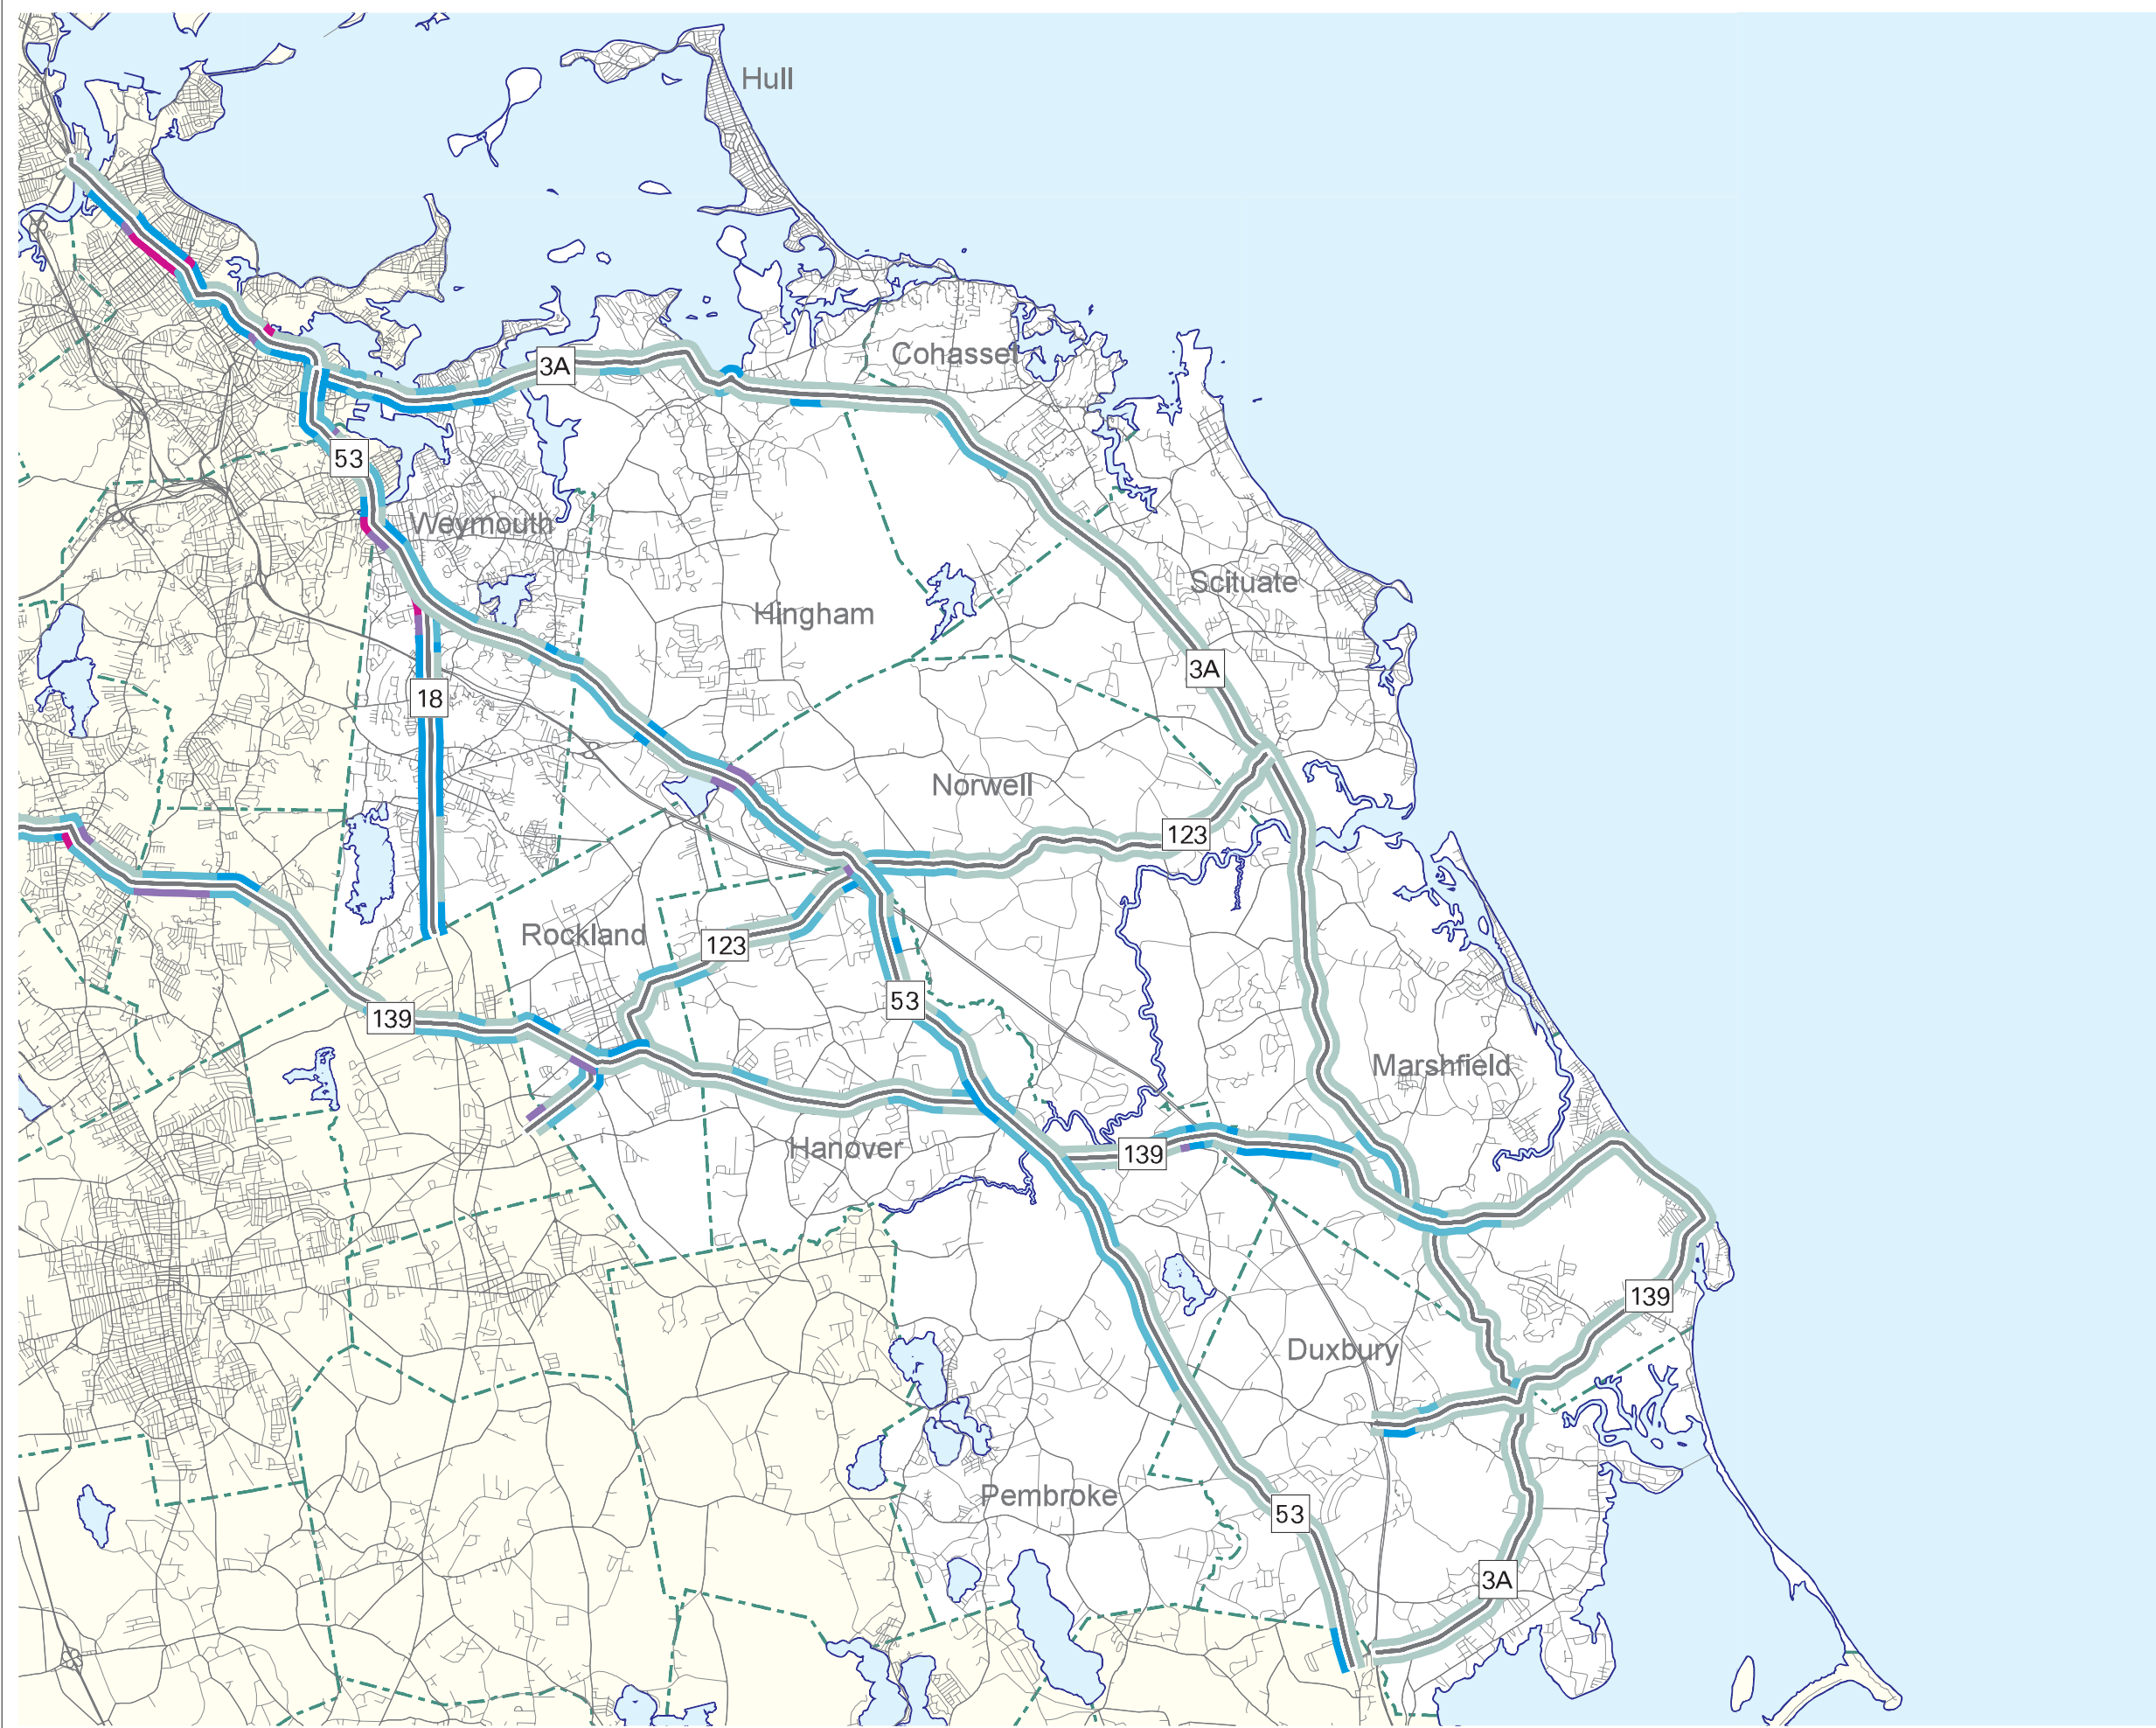 Hull
Cohasset
3A
53
Weymouth
Scituate
Hingham
3A
18
Norwell
123
Rockland
123
53
139
Marshfield
Hanover
139
139
Duxbury
Pembroke
53
3A